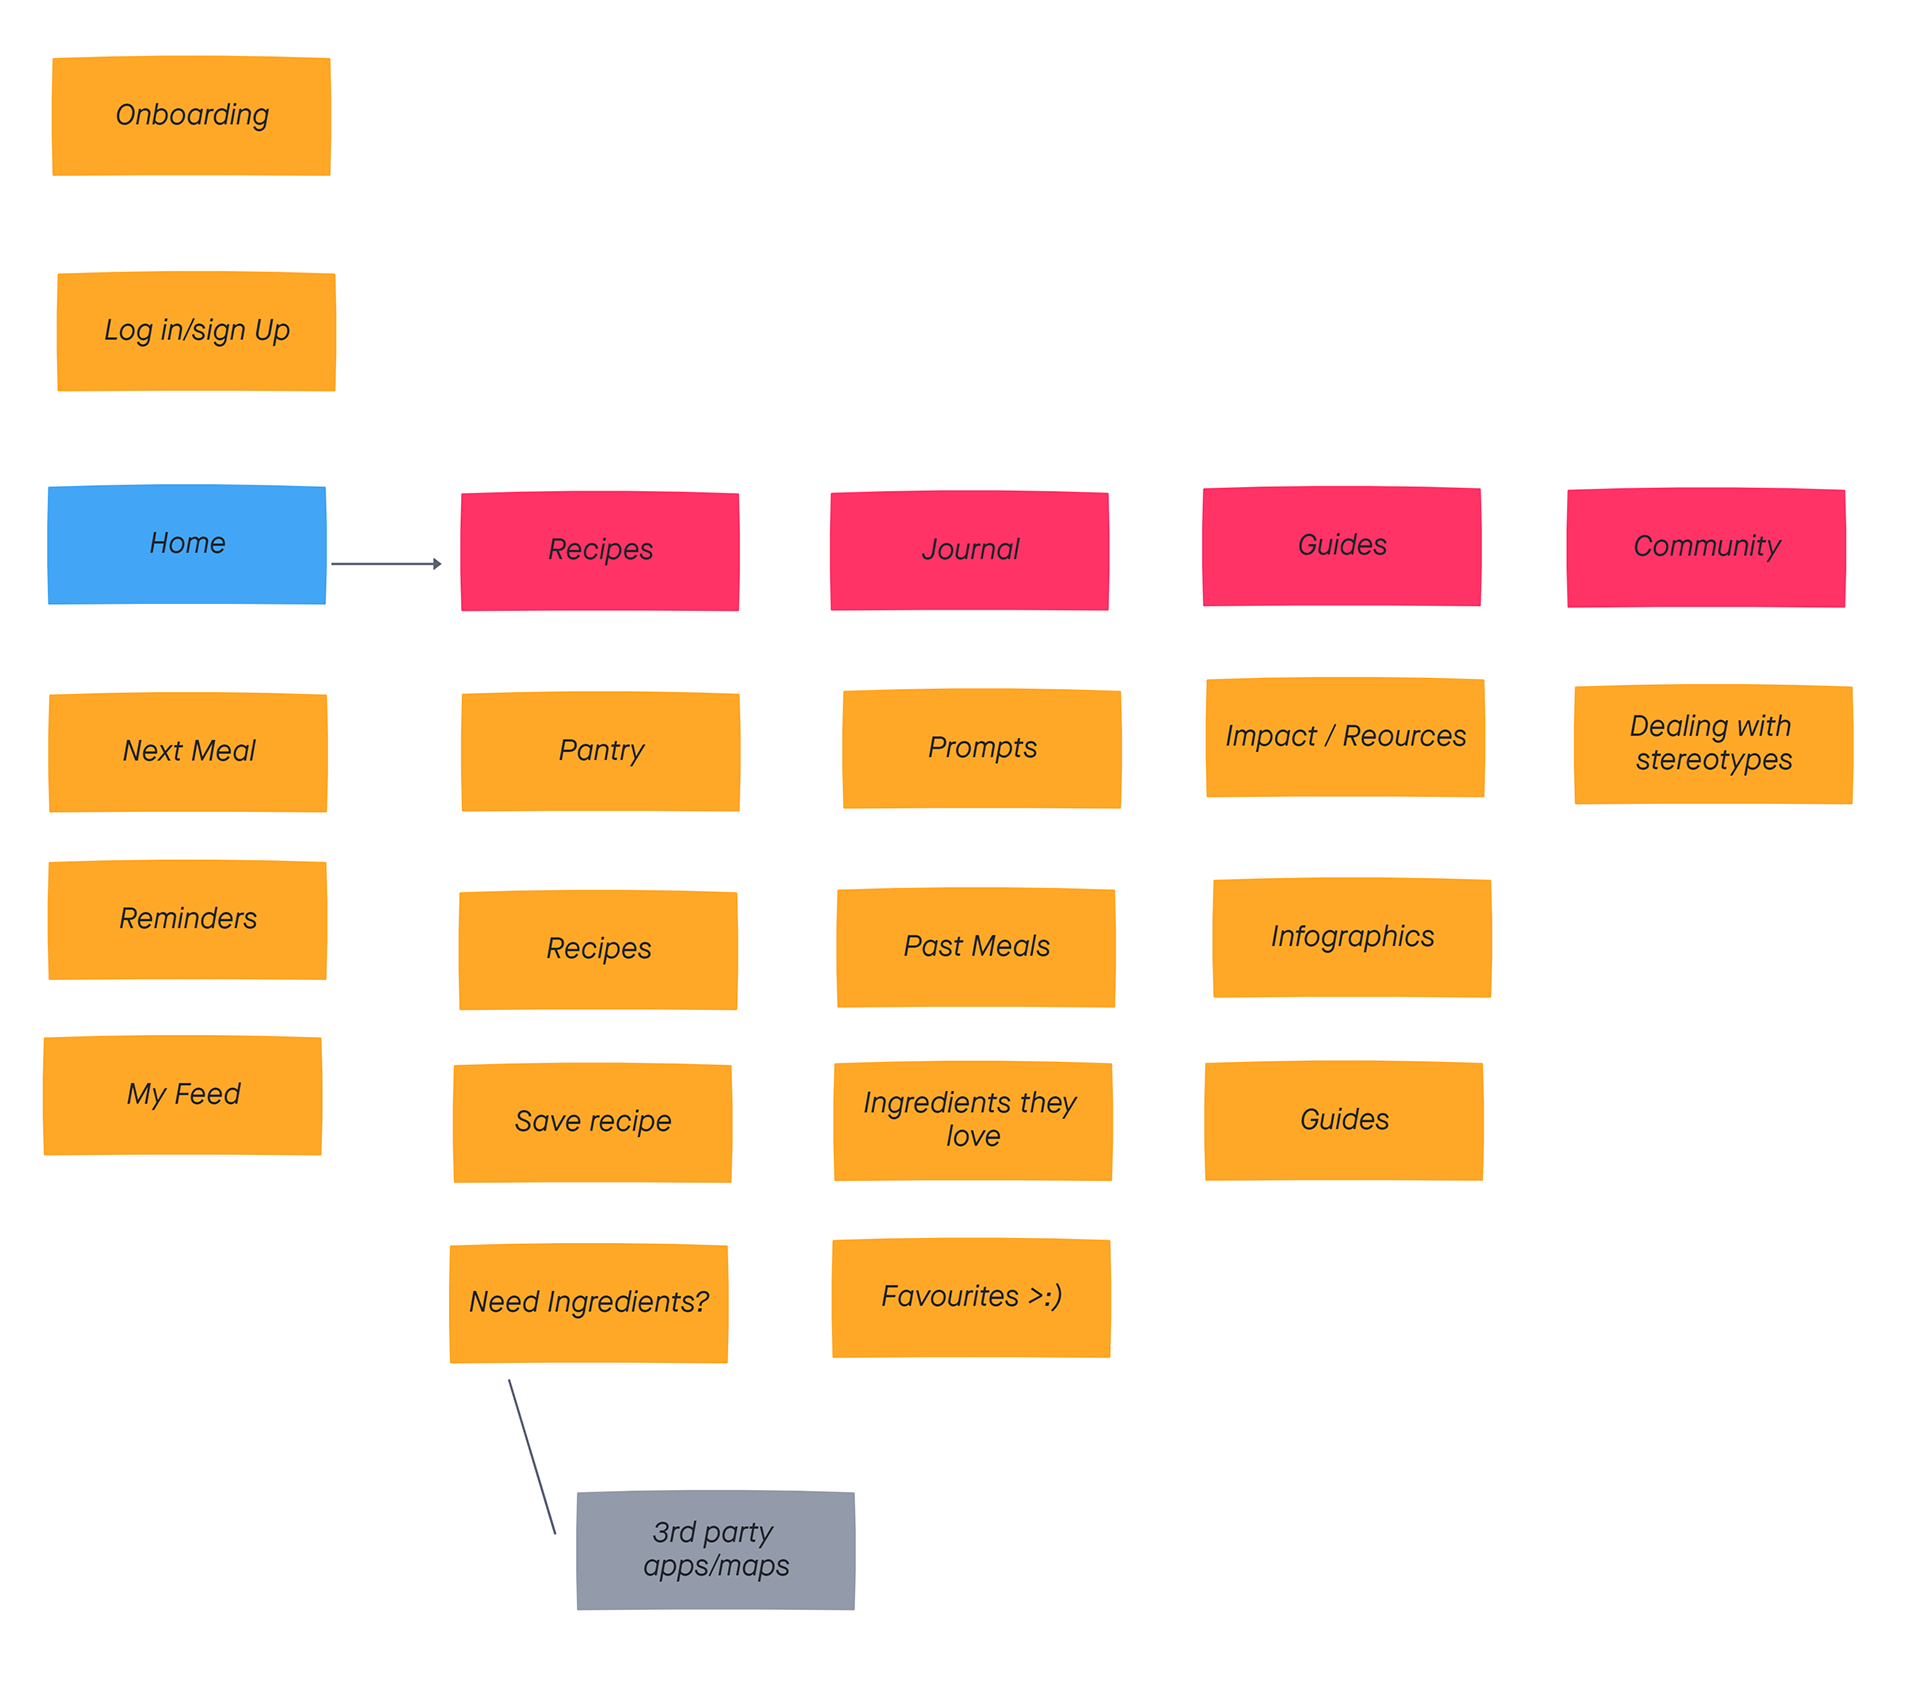 Onboarding
Log in/sign Up
Home
Recipes
Journal
Guides
Community
Next Meal
Pantry
Prompts
Impact / Reources
Dealing with
stereotypes
Reminders
Recipes
Past Meals
Infographics
My Feed
Save recipe
Ingredients they
love
Guides
Need Ingredients?
Favourites >:)
3rd party
apps/maps